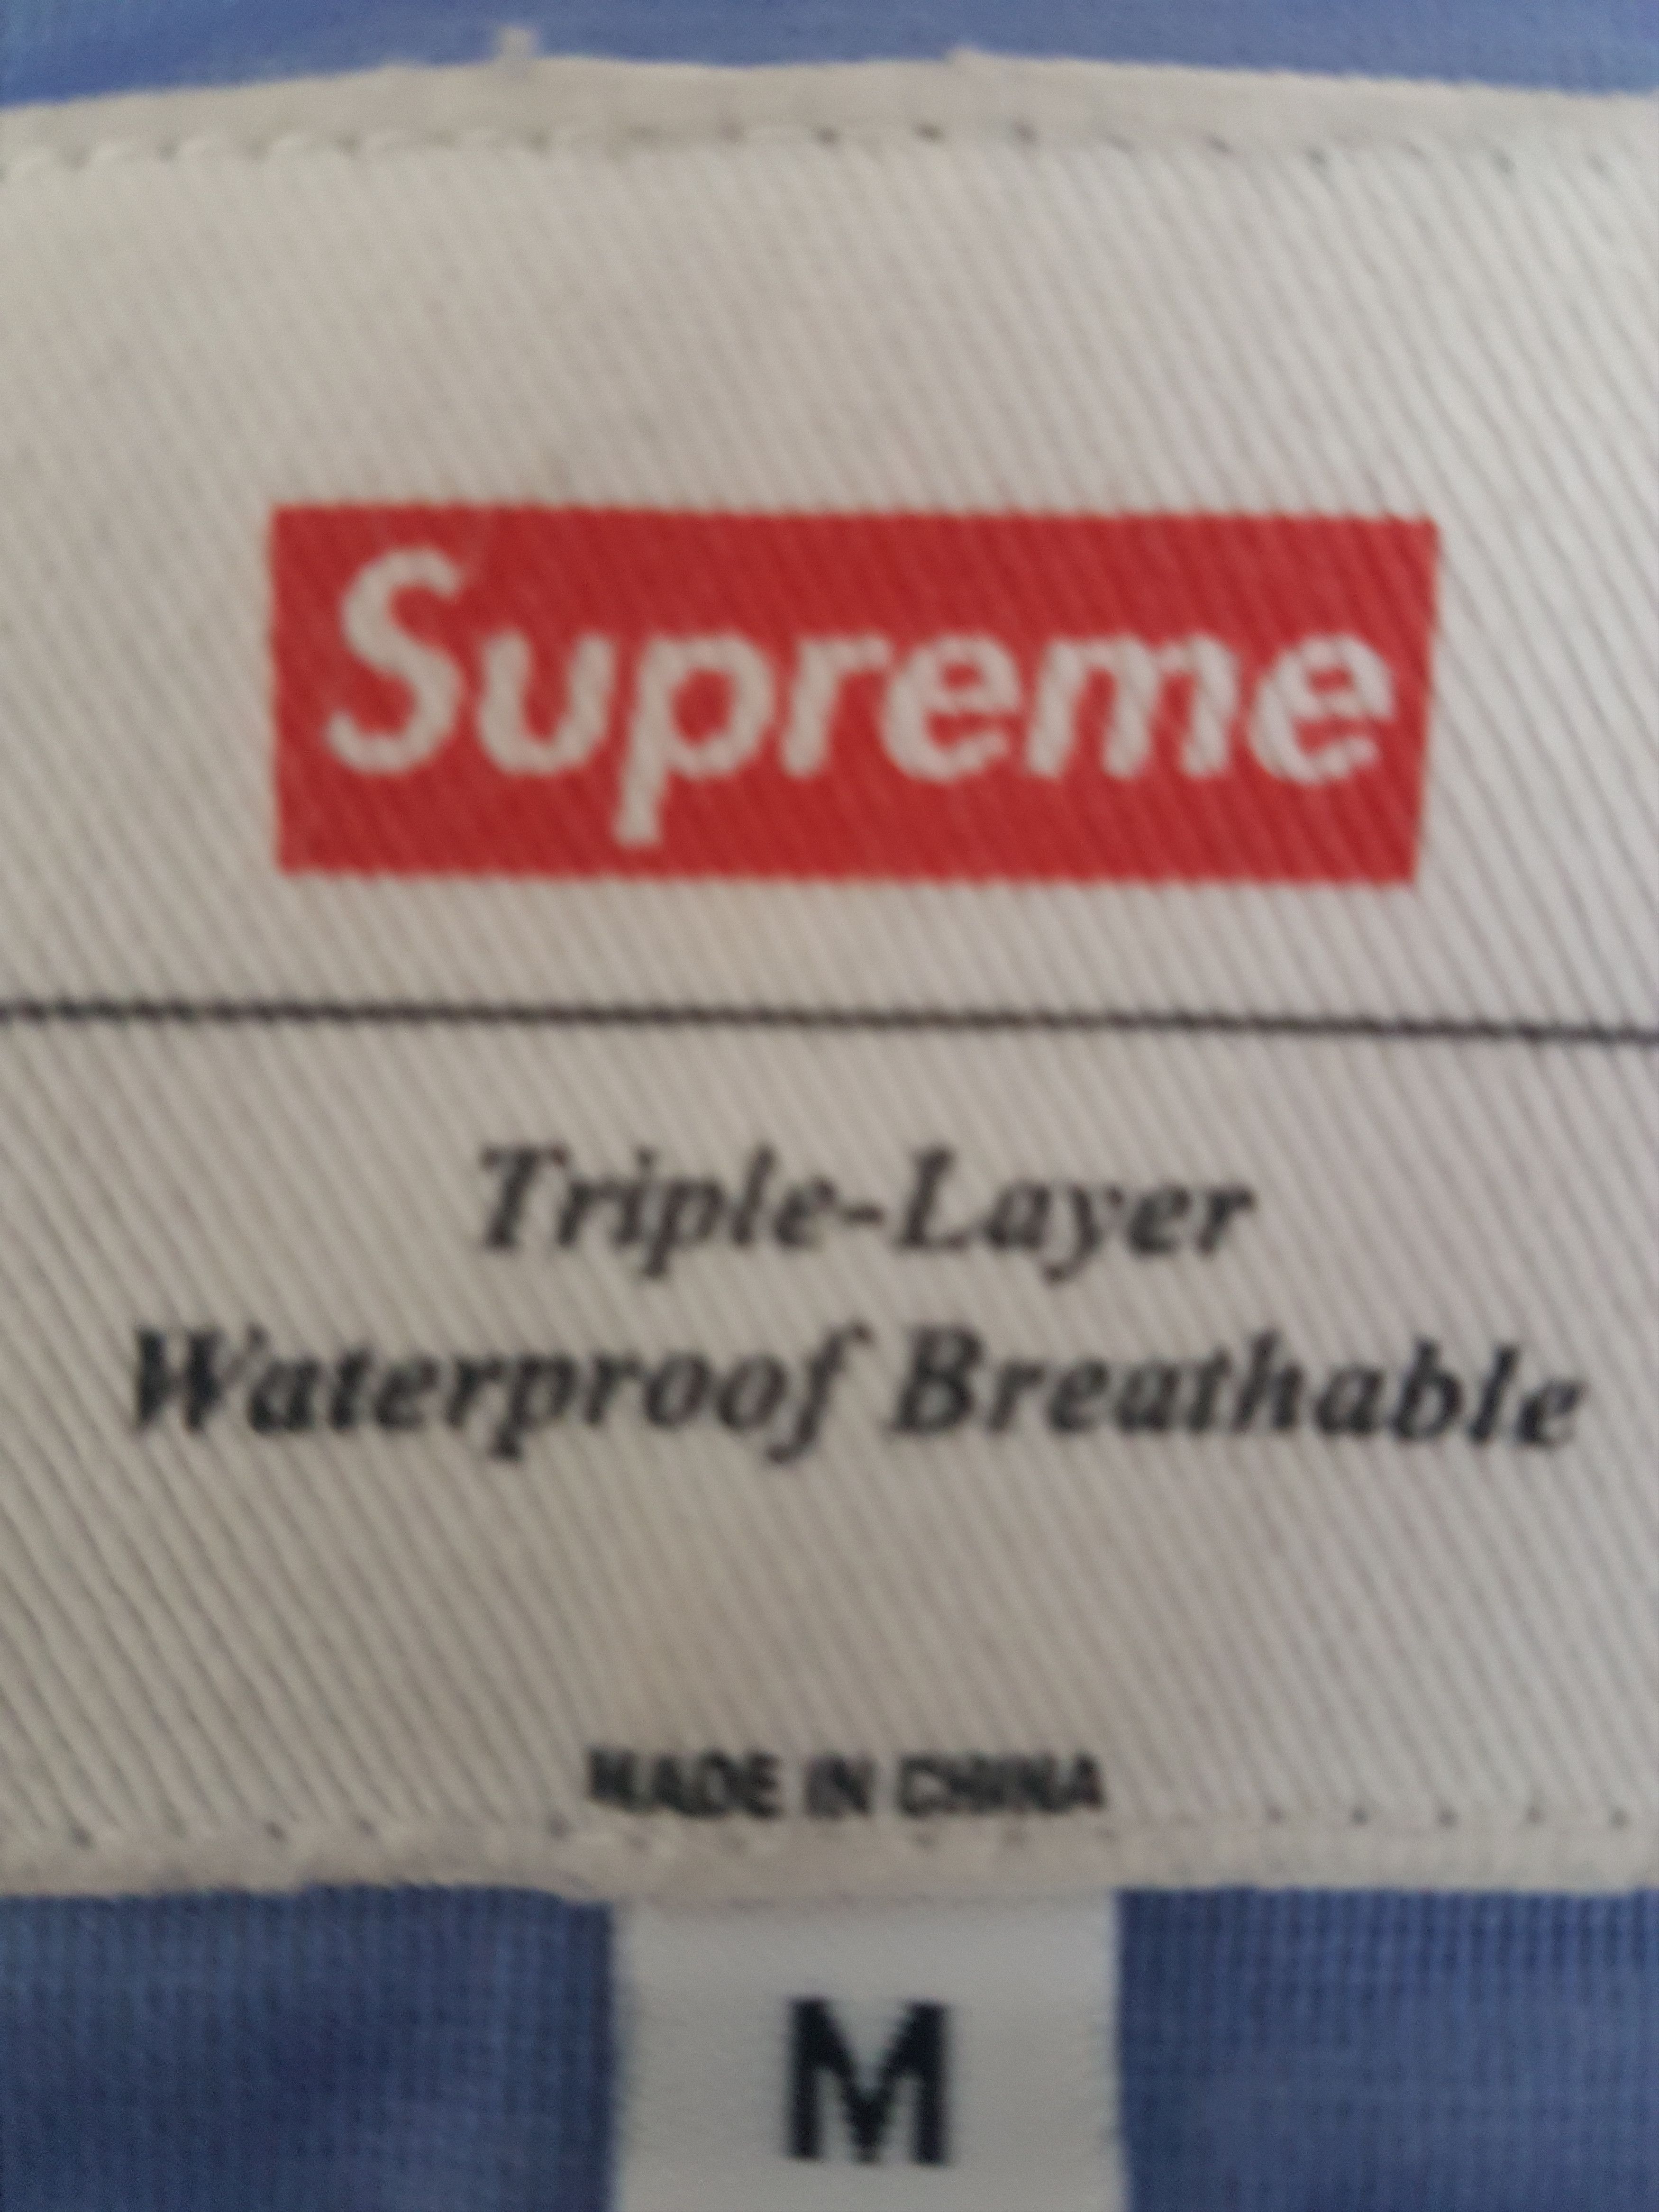 Supreme
Triple-Layer
Waterproof Breathable
MADE IN CHINA
M